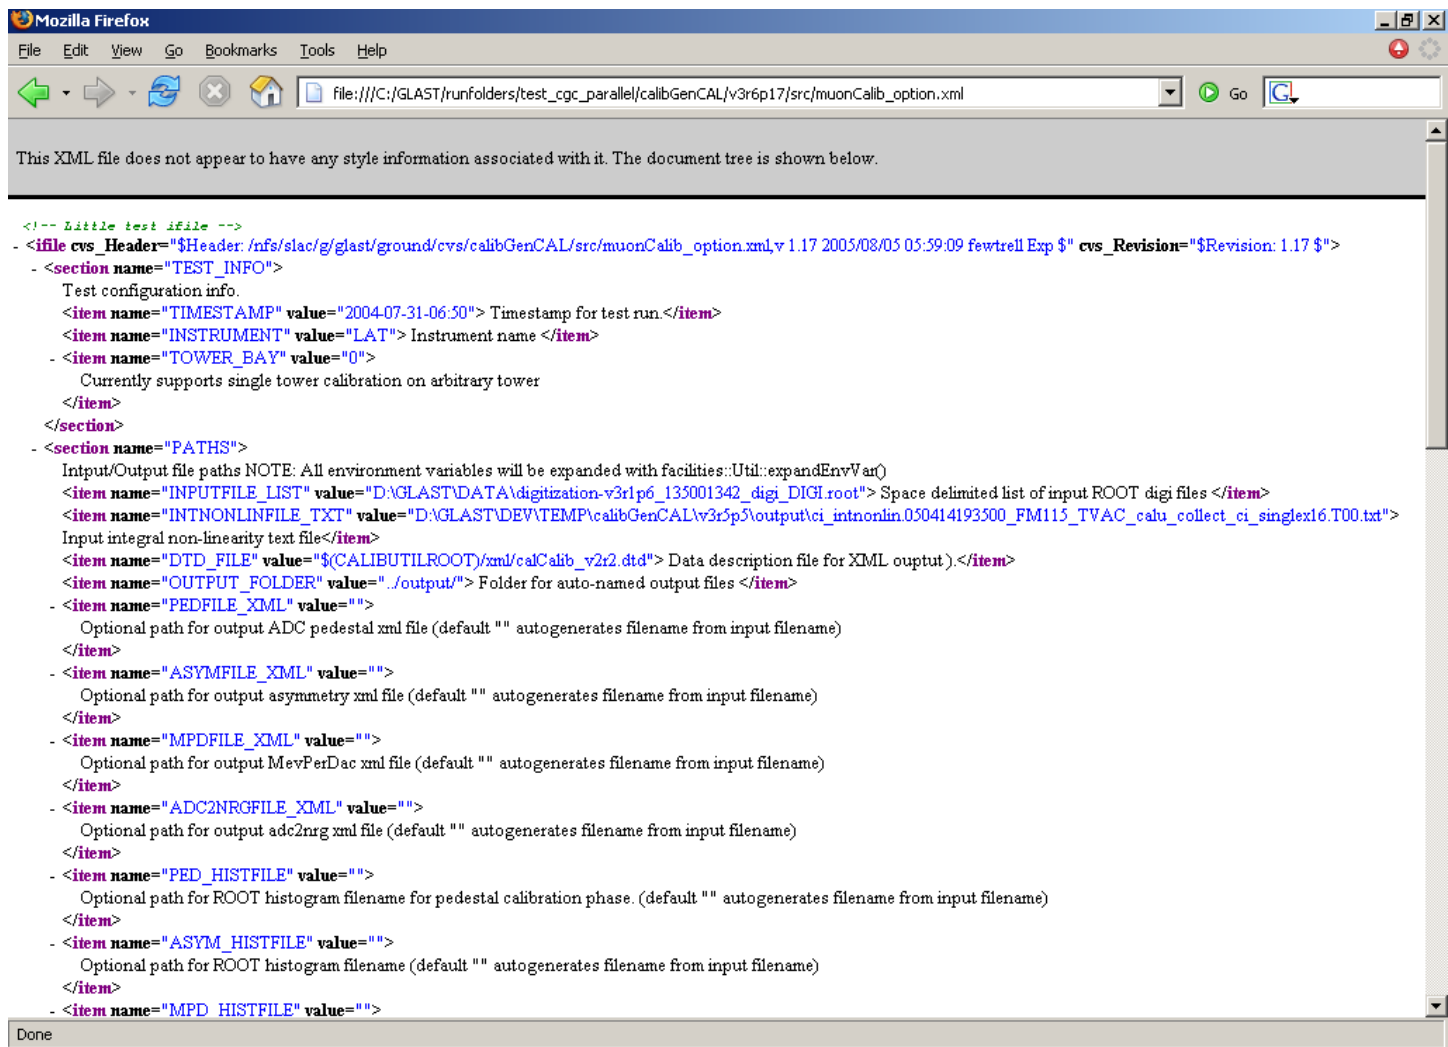 Mozilla Firefox
File Edit View Go Bookmarks Tools Help
file:///C:/GLAST/runfolders/test_cgc_parallel/calibGenCAL/v3r6p17/src/muonCalib_option.xml Go G
This XML file does not appear to have any style information associated with it. The document tree is shown below.
<!-- Little test ifile -->
- <ifile cvs_Header="$Header: /nfs/slac/g/glast/ground/cvs/calibGenCAL/src/muonCalib_option.xml,v 1.17 2005/08/05 05:59:09 fewtrell Exp $" cvs_Revision="$Revision: 1.17 $">
- <section name="TEST_INFO">
Test configuration info.
<item name="TIMESTAMP" value="2004-07-31-06:50"> Timestamp for test run.</item>
<item name="INSTRUMENT" value="LAT"> Instrument name </item>
- <item name="TOWER_BAY" value="0">
Currently supports single tower calibration on arbitrary tower
</item>
</section>
- <section name="PATHS">
Intput/Output file paths NOTE: All environment variables will be expanded with facilities::Util::expandEnvVar()
<item name="INPUTFILE_LIST" value="D:\GLAST\DATA\digitization-v3r1p6_135001342_digi_DIGI.root"> Space delimited list of input ROOT digi files </item>
<item name="INTNONLINFILE_TXT" value="D:\GLAST\DEV\TEMP\calibGenCAL\v3r5p5\output\ci_intnonlin.050414193500_FM115_TVAC_calu_collect_ci_singlex16.T00.txt">
Input integral non-linearity text file</item>
<item name="DTD_FILE" value="$(CALIBUTILROOT)/xml/calCalib_v2r2.dtd"> Data description file for XML ouptut ).</item>
<item name="OUTPUT_FOLDER" value="../output/"> Folder for auto-named output files </item>
- <item name="PEDFILE_XML" value="">
Optional path for output ADC pedestal xml file (default "" autogenerates filename from input filename)
</item>
- <item name="ASYMFILE_XML" value="">
Optional path for output asymmetry xml file (default "" autogenerates filename from input filename)
</item>
- <item name="MPDFILE_XML" value="">
Optional path for output MevPerDac xml file (default "" autogenerates filename from input filename)
</item>
- <item name="ADC2NRGFILE_XML" value="">
Optional path for output adc2nrg xml file (default "" autogenerates filename from input filename)
</item>
- <item name="PED_HISTFILE" value="">
Optional path for ROOT histogram filename for pedestal calibration phase. (default "" autogenerates filename from input filename)
</item>
- <item name="ASYM_HISTFILE" value="">
Optional path for ROOT histogram filename (default "" autogenerates filename from input filename)
</item>
- <item name="MPD_HISTFILE" value="">
Done